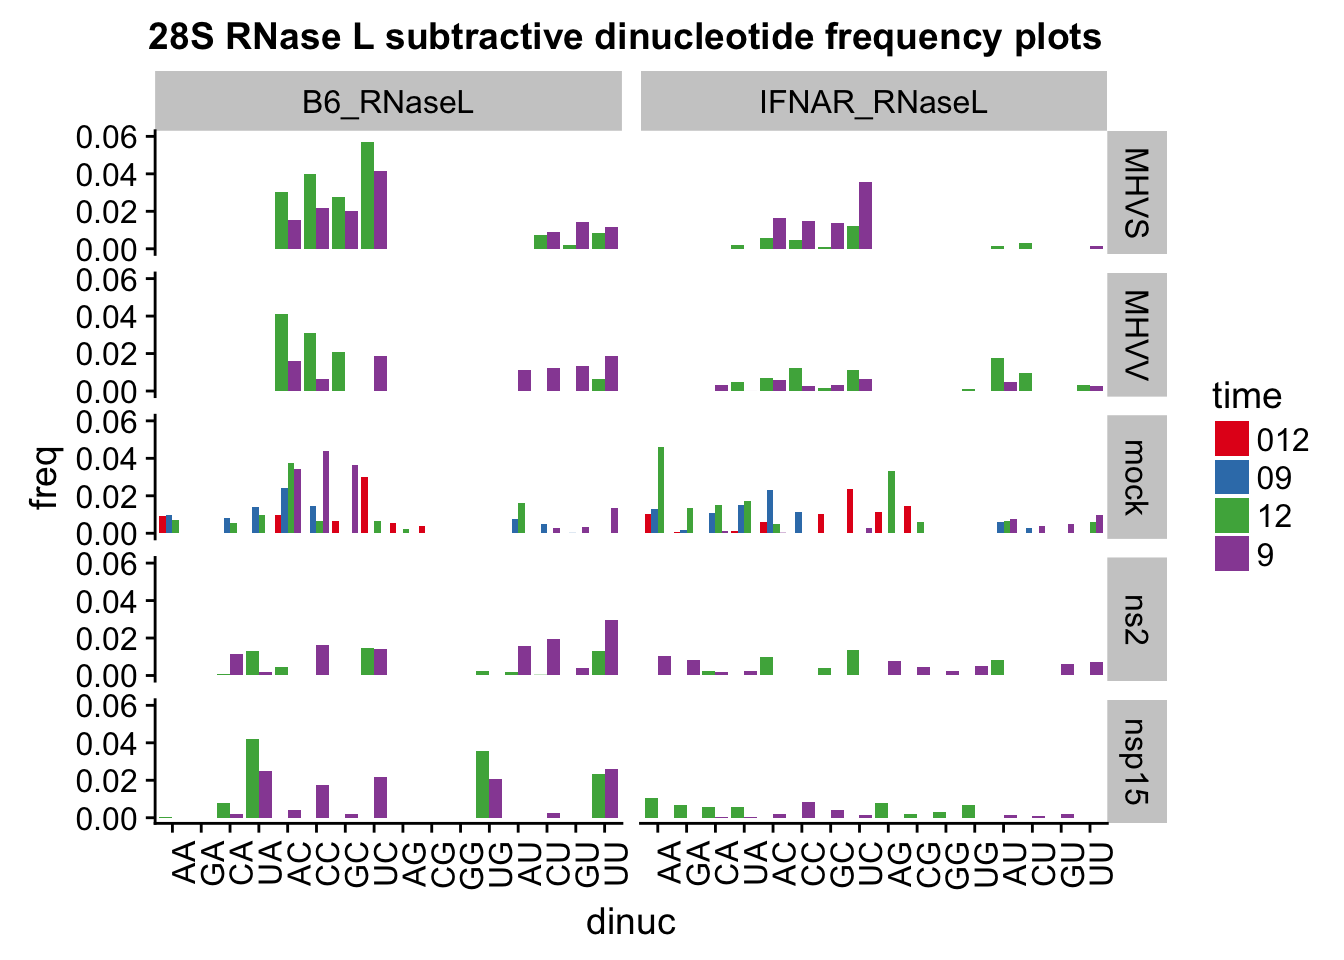 28S RNase L subtractive dinucleotide frequency plots
B6_RNaseL
IFNAR_RNaseL
0.06
0.04
0.02
0.00
MHVS
0.06
0.04
0.02
0.00
MHVV
0.06
0.04
0.02
0.00
mock
0.06
0.04
0.02
0.00
ns2
0.06
0.04
0.02
0.00
nsp15
freq
AA GA CA UA AC CC GC UC AG CG GG UG AU CU GU UU
AA GA CA UA AC CC GC UC AG CG GG UG AU CU GU UU
dinuc
time
012
09
12
9